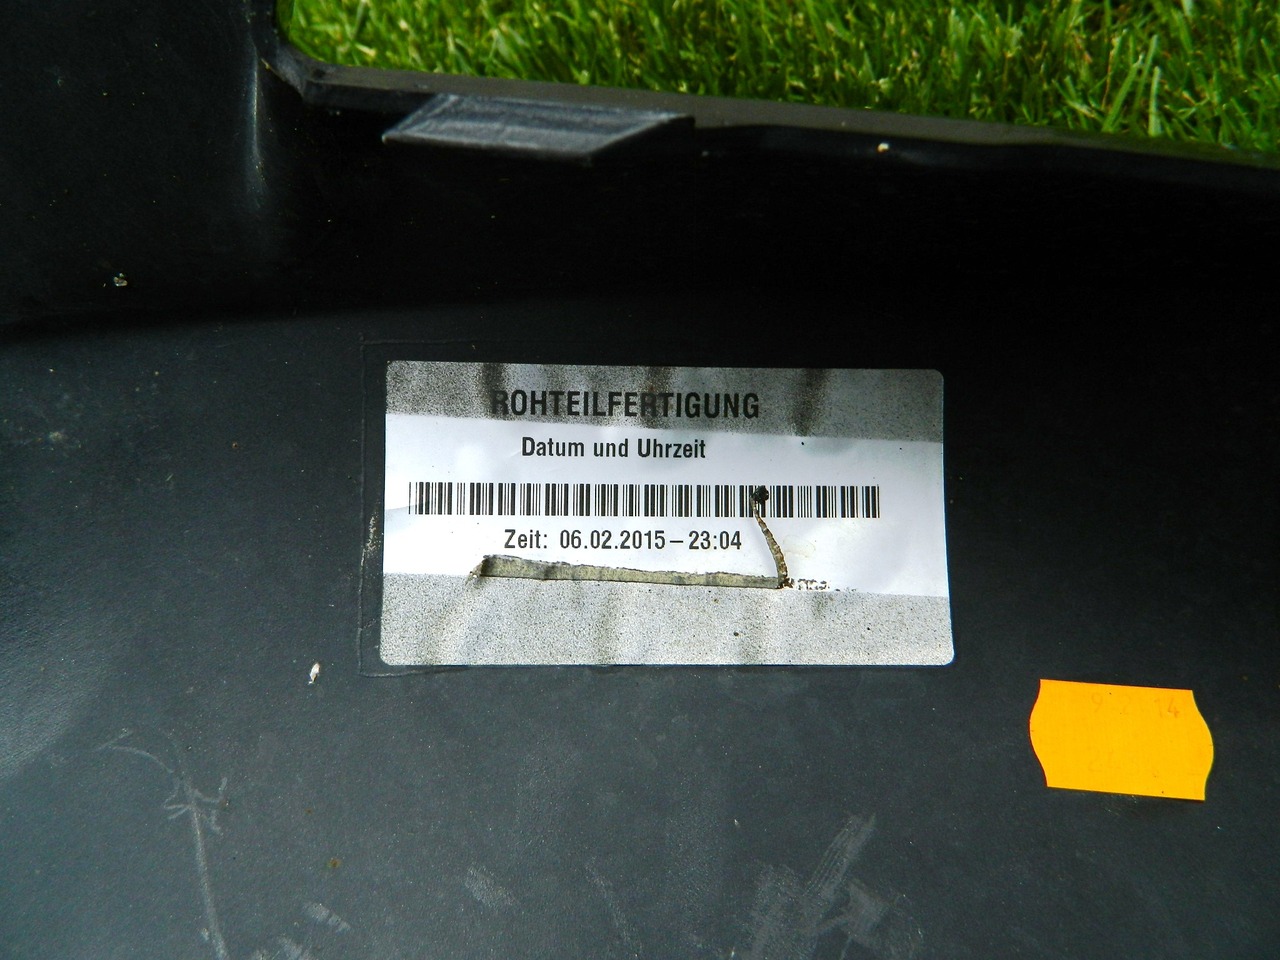 ROHTEILFERTIGUNG
Datum und Uhrzeit
Zeit: 06.02.2015 – 23:04